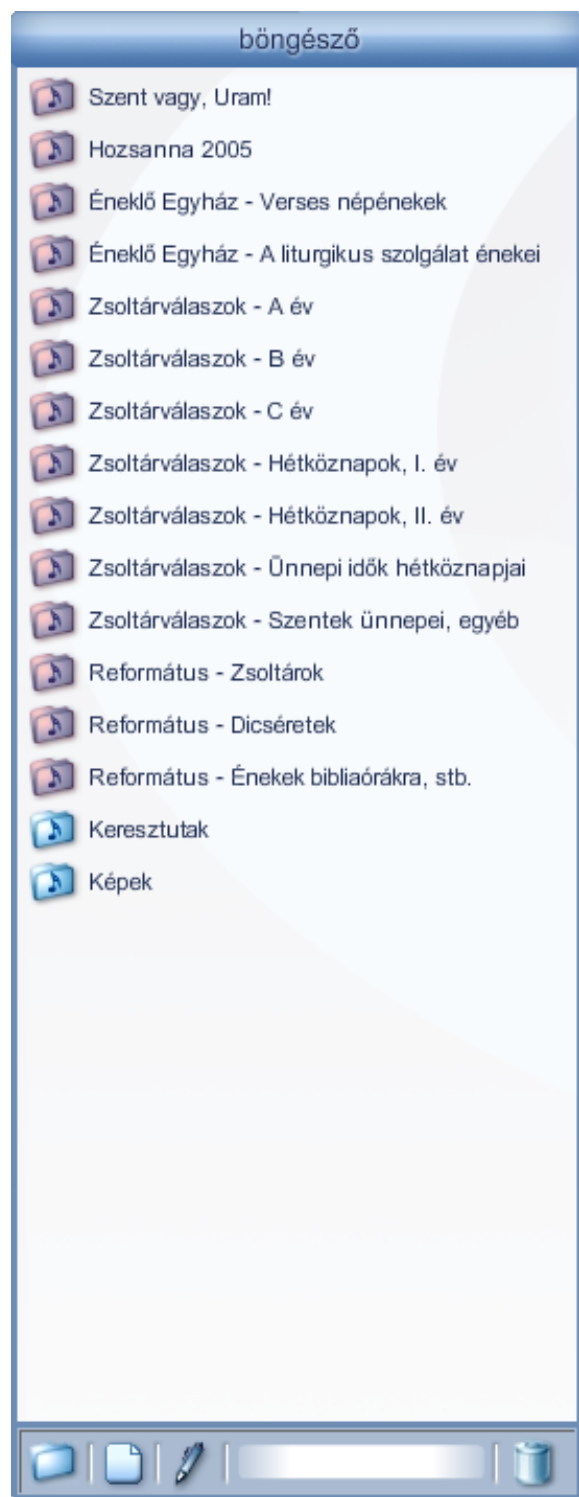 böngésző
Szent vagy, Uram!
Hozsanna 2005
Éneklő Egyház - Verses népénekek
Éneklő Egyház - A liturgikus szolgálat énekei
Zsoltárválaszok - A év
Zsoltárválaszok - B év
Zsoltárválaszok - C év
Zsoltárválaszok - Hétköznapok, I. év
Zsoltárválaszok - Hétköznapok, II. év
Zsoltárválaszok - Ünnepi idők hétköznapjai
Zsoltárválaszok - Szentek ünnepei, egyéb
Református - Zsoltárok
Református - Dicséretek
Református - Énekek bibliaórákra, stb.
Keresztutak
Képek